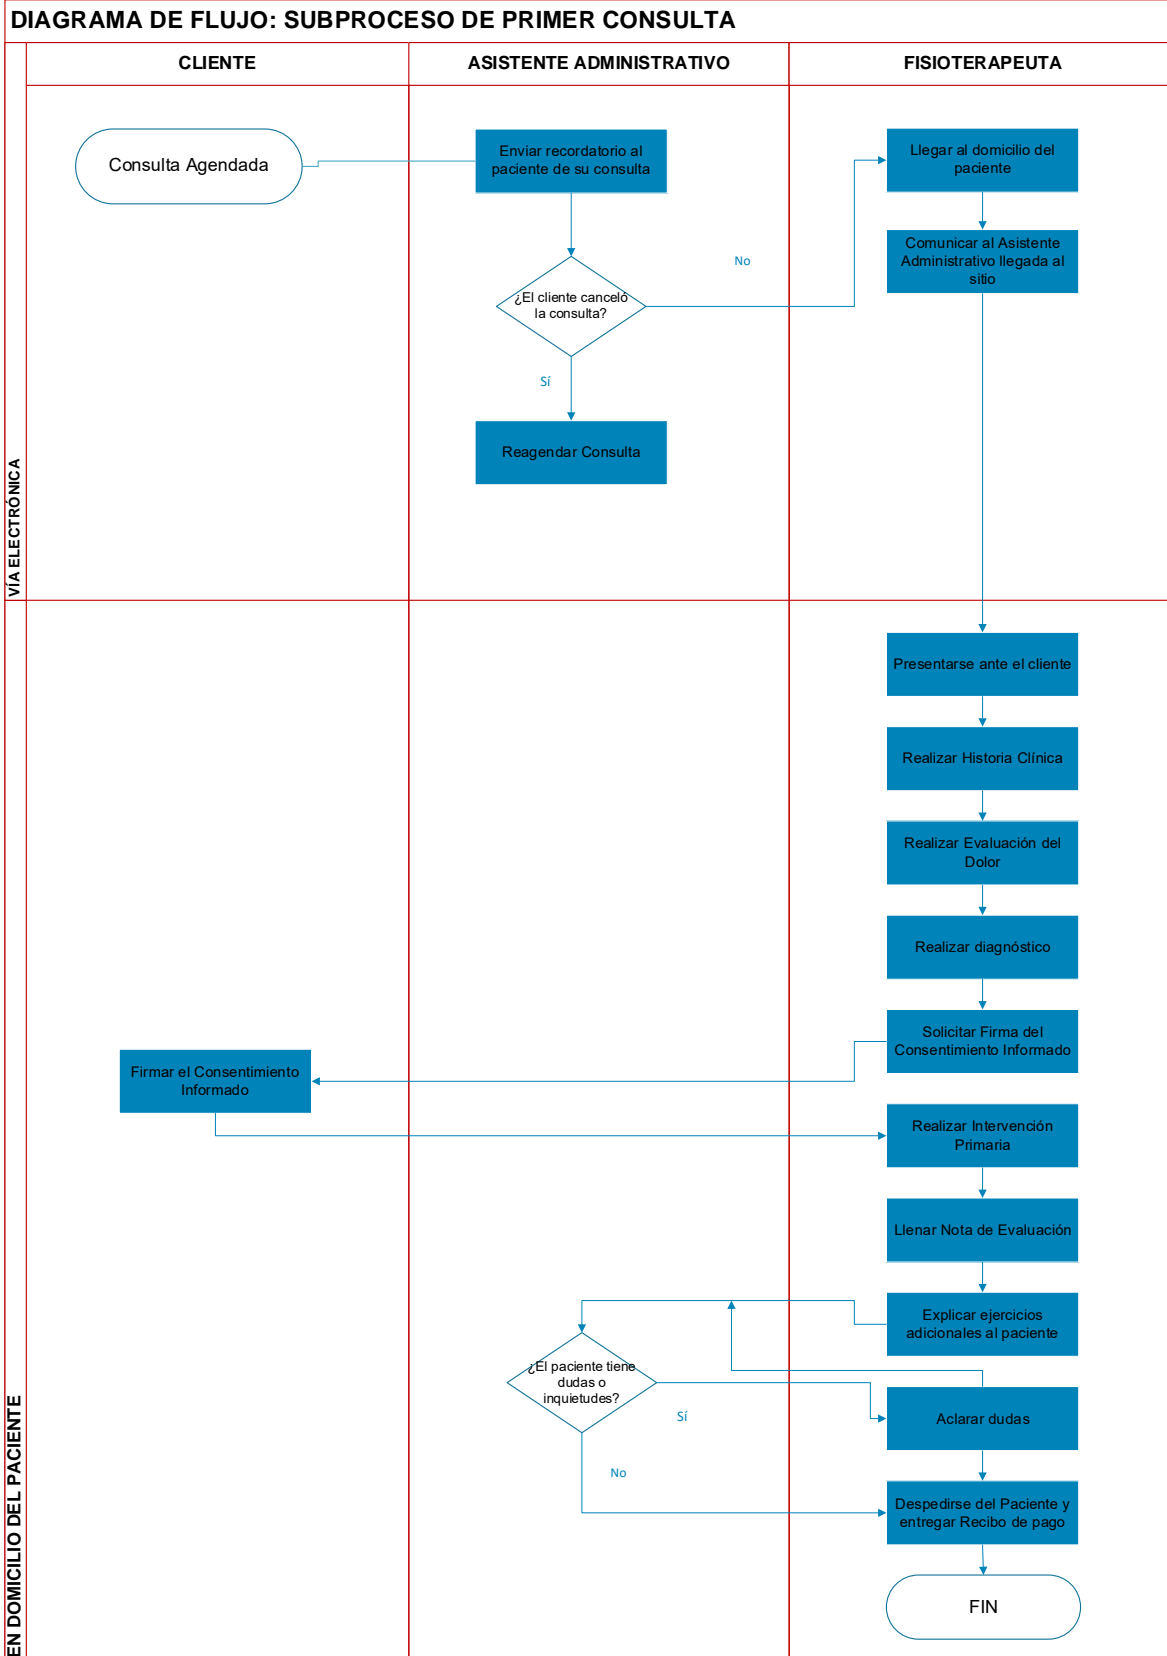 DIAGRAMA DE FLUJO: SUBPROCESO DE PRIMER CONSULTA
CLIENTE
ASISTENTE ADMINISTRATIVO
FISIOTERAPEUTA
VÍA ELECTRÓNICA
Consulta Agendada
Enviar recordatorio al
paciente de su consulta
Llegar al domicilio del
paciente
Comunicar al Asistente
Administrativo llegada al
sitio
No
¿El cliente canceló
la consulta?
Sí
Reagendar Consulta
EN DOMICILIO DEL PACIENTE
Presentarse ante el cliente
Realizar Historia Clínica
Realizar Evaluación del
Dolor
Realizar diagnóstico
Solicitar Firma del
Consentimiento Informado
Firmar el Consentimiento
Informado
Realizar Intervención
Primaria
Llenar Nota de Evaluación
Explicar ejercicios
adicionales al paciente
¿El paciente tiene
dudas o
inquietudes?
Sí
Aclarar dudas
No
Despedirse del Paciente y
entregar Recibo de pago
FIN